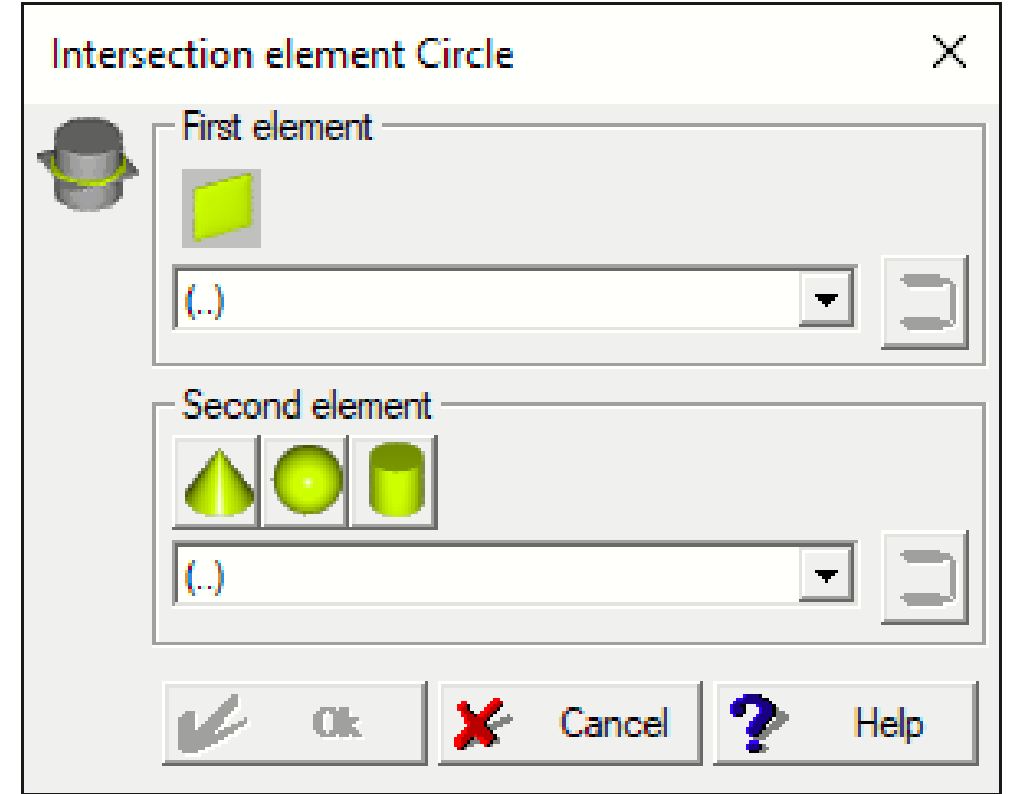 Intersection element Circle
First element
(..)
Second element
(..)
Ok Cancel Help